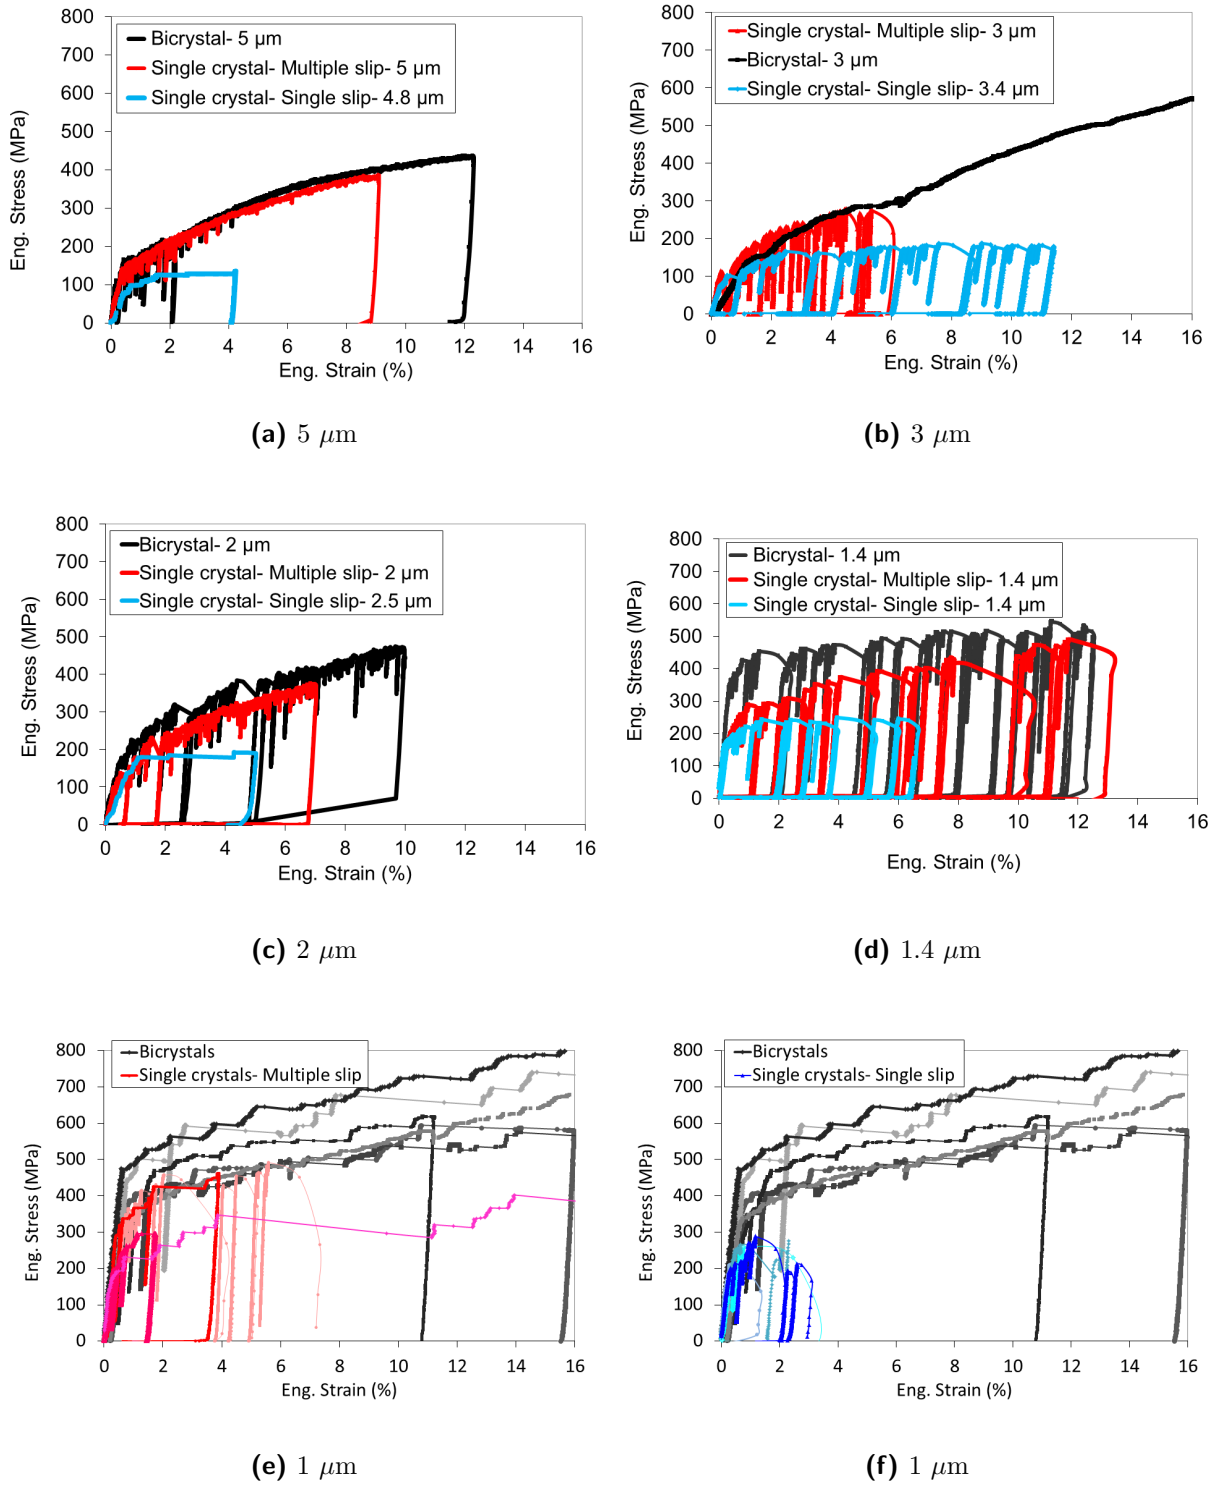 800
700
600
500
400
300
200
100
0
Eng. Stress (MPa)
Bicrystal- 5 µm
Single crystal- Multiple slip- 5 µm
Single crystal- Single slip- 4.8 µm
0 2 4 6 8 10 12 14 16
Eng. Strain (%)
(a) 5 µm
800
700
600
500
400
300
200
100
0
Eng. Stress (MPa)
Single crystal- Multiple slip- 3 µm
Bicrystal- 3 µm
Single crystal- Single slip- 3.4 µm
0 2 4 6 8 10 12 14 16
Eng. Strain (%)
(b) 3 µm
800
700
600
500
400
300
200
100
0
Eng. Stress (MPa)
Bicrystal- 2 µm
Single crystal- Multiple slip- 2 µm
Single crystal- Single slip- 2.5 µm
0 2 4 6 8 10 12 14 16
Eng. Strain (%)
(c) 2 µm
800
700
600
500
400
300
200
100
0
Eng. Stress (MPa)
Bicrystal- 1.4 µm
Single crystal- Multiple slip- 1.4 µm
Single crystal- Single slip- 1.4 µm
0 2 4 6 8 10 12 14 16
Eng. Strain (%)
(d) 1.4 µm
800
700
600
500
400
300
200
100
0
Eng. Stress (MPa)
Bicrystals
Single crystals- Multiple slip
0 2 4 6 8 10 12 14 16
Eng. Strain (%)
(e) 1 µm
800
700
600
500
400
300
200
100
0
Eng. Stress (MPa)
Bicrystals
Single crystals- Single slip
0 2 4 6 8 10 12 14 16
Eng. Strain (%)
(f) 1 µm